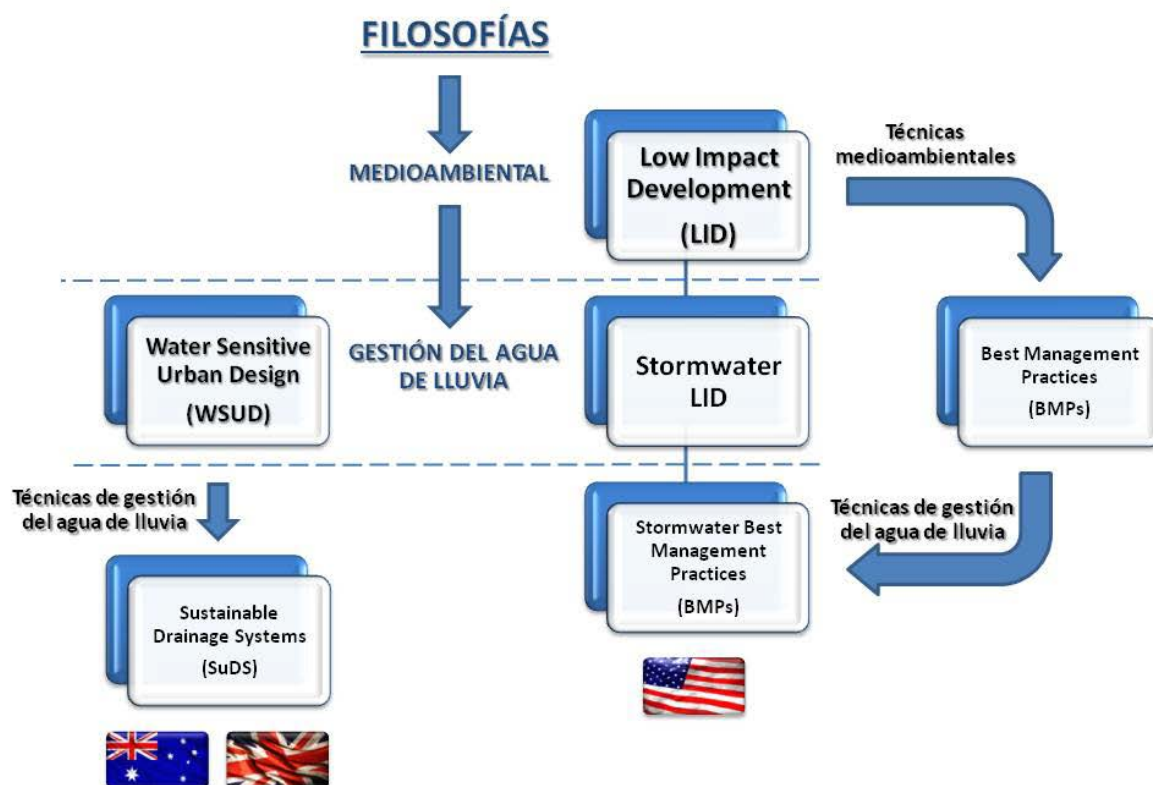 FILOSOFÍAS
MEDIOAMBIENTAL
Low Impact
Development
(LID)
Técnicas
medioambientales
Water Sensitive
Urban Design
(WSUD)
GESTIÓN DEL AGUA
DE LLUVIA
Stormwater
LID
Best Management
Practices
(BMPs)
Técnicas de gestión
del agua de lluvia
Sustainable
Drainage Systems
(SuDS)
Stormwater Best
Management
Practices
(BMPs)
Técnicas de gestión
del agua de lluvia